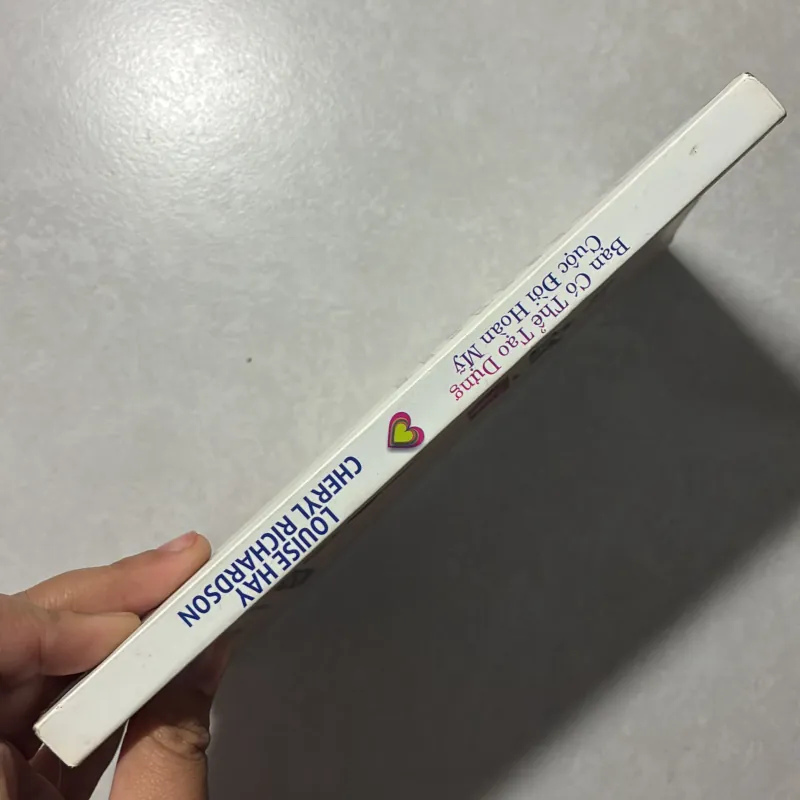 Bạn Có Thể Tạo Dựng
Cuộc Đời Hoàn Mỹ
LOUISE HAY
CHERYL RICHARDSON